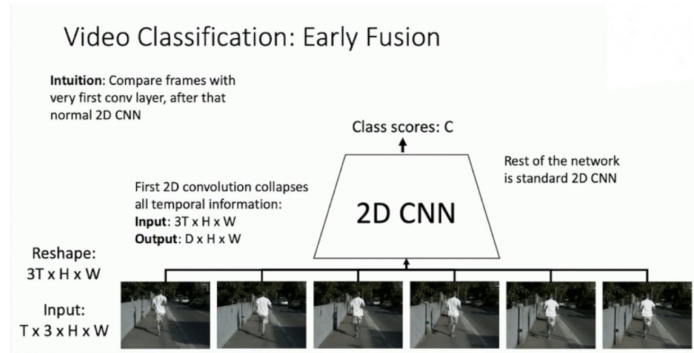 Video Classification: Early Fusion
Intuition: Compare frames with
very first conv layer, after that
normal 2D CNN
Class scores: C
Rest of the network
is standard 2D CNN
First 2D convolution collapses
all temporal information:
Input: 3T x H x W
Output: D x H x W
2D CNN
Reshape:
3T x H x W
Input:
T x 3 x H x W